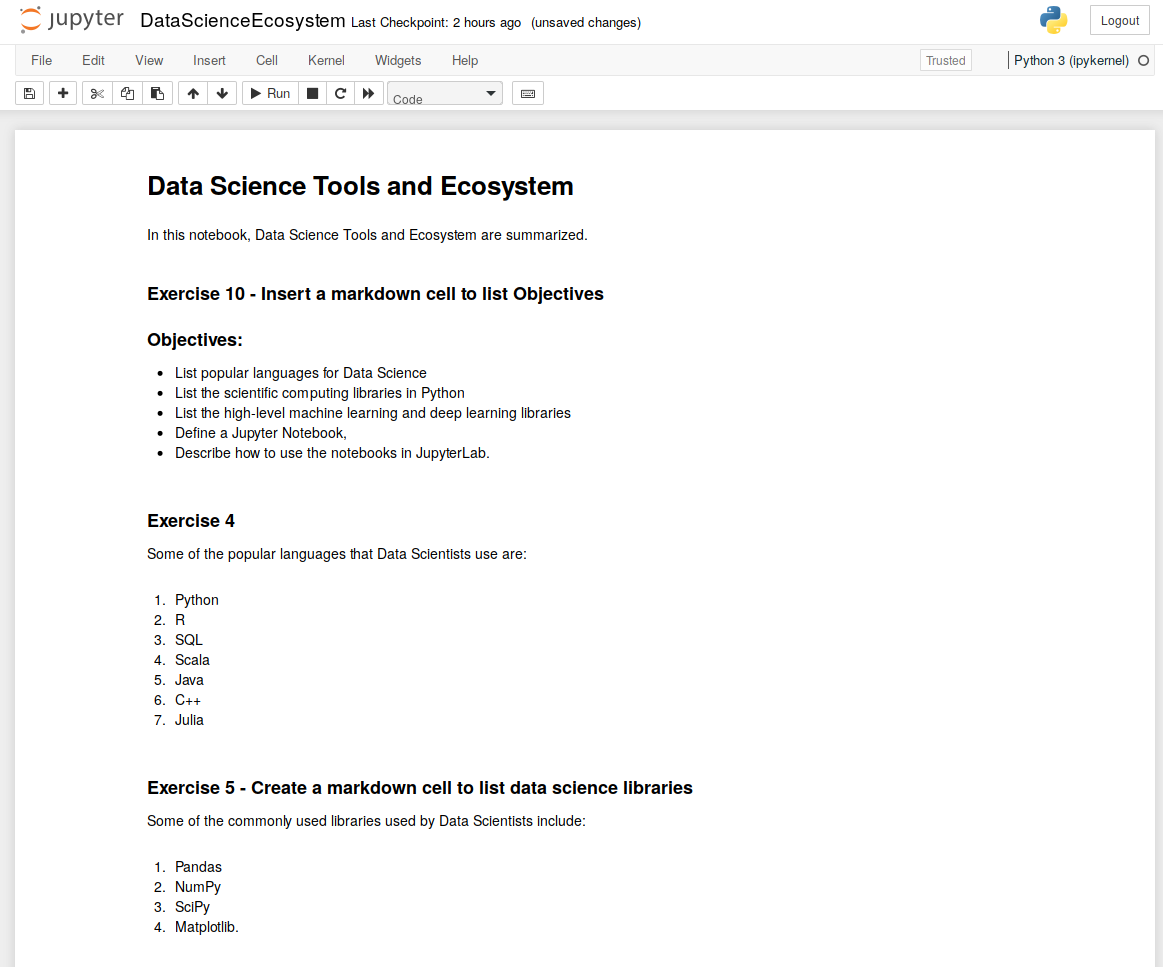 jupyter DataScienceEcosystem Last Checkpoint: 2 hours ago (unsaved changes) Logout
File Edit View Insert Cell Kernel Widgets Help Trusted Python 3 (ipykernel)
Run Code
Data Science Tools and Ecosystem
In this notebook, Data Science Tools and Ecosystem are summarized.
Exercise 10 - Insert a markdown cell to list Objectives
Objectives:
• List popular languages for Data Science
• List the scientific computing libraries in Python
• List the high-level machine learning and deep learning libraries
• Define a Jupyter Notebook,
• Describe how to use the notebooks in JupyterLab.
Exercise 4
Some of the popular languages that Data Scientists use are:
1. Python
2. R
3. SQL
4. Scala
5. Java
6. C++
7. Julia
Exercise 5 - Create a markdown cell to list data science libraries
Some of the commonly used libraries used by Data Scientists include:
1. Pandas
2. NumPy
3. SciPy
4. Matplotlib.